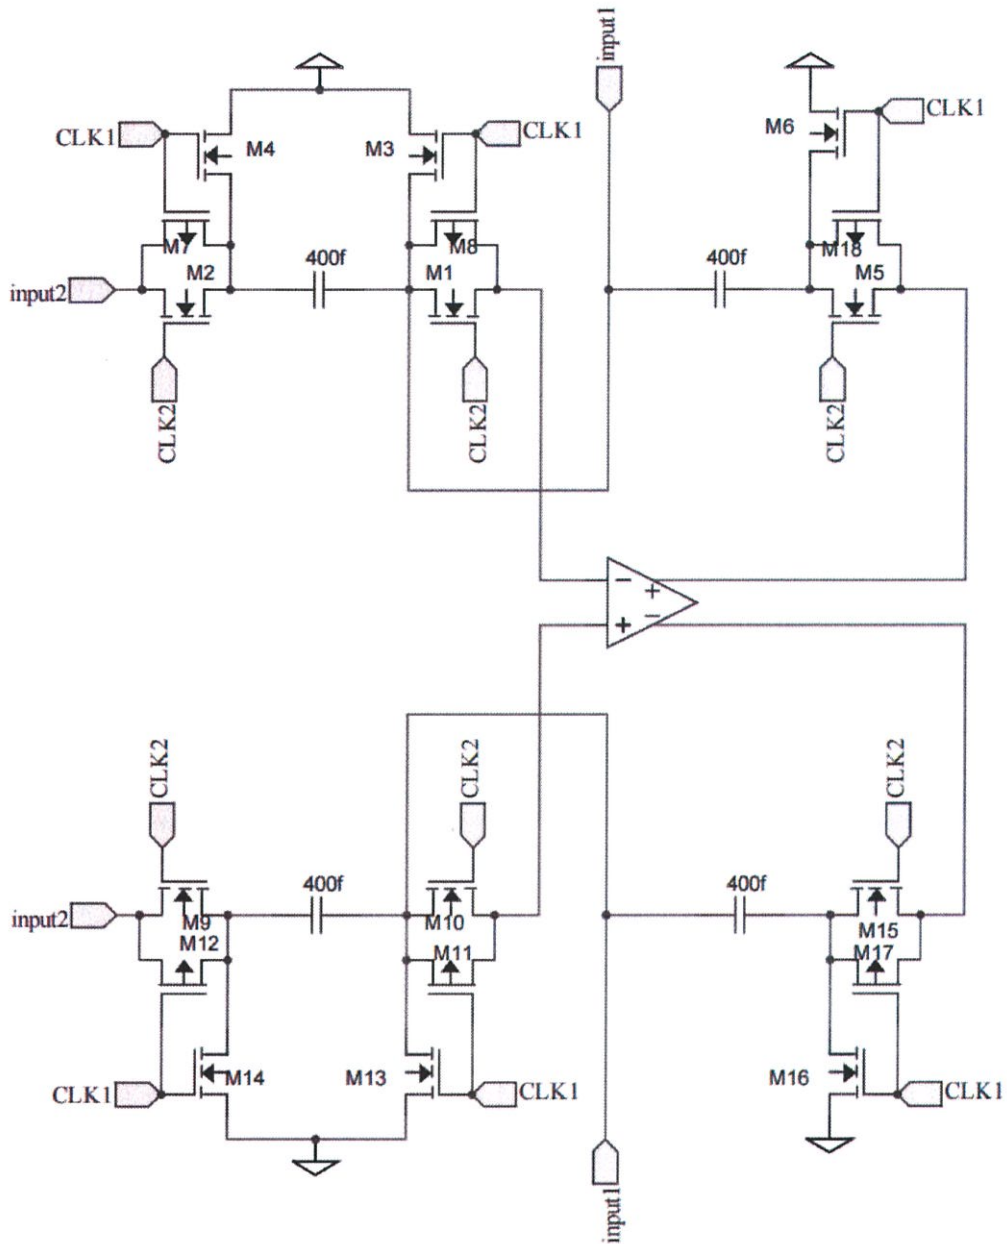 input1
CLK1
M4
M3
CLK1
M6
CLK1
M7
M8
M18
input2
M2
400f
M1
400f
M5
CLK2
CLK2
CLK2
−
+
+
−
CLK2
CLK2
CLK2
400f
400f
input2
M9
M10
M15
M12
M11
M17
CLK1
M14
M13
CLK1
M16
CLK1
input1